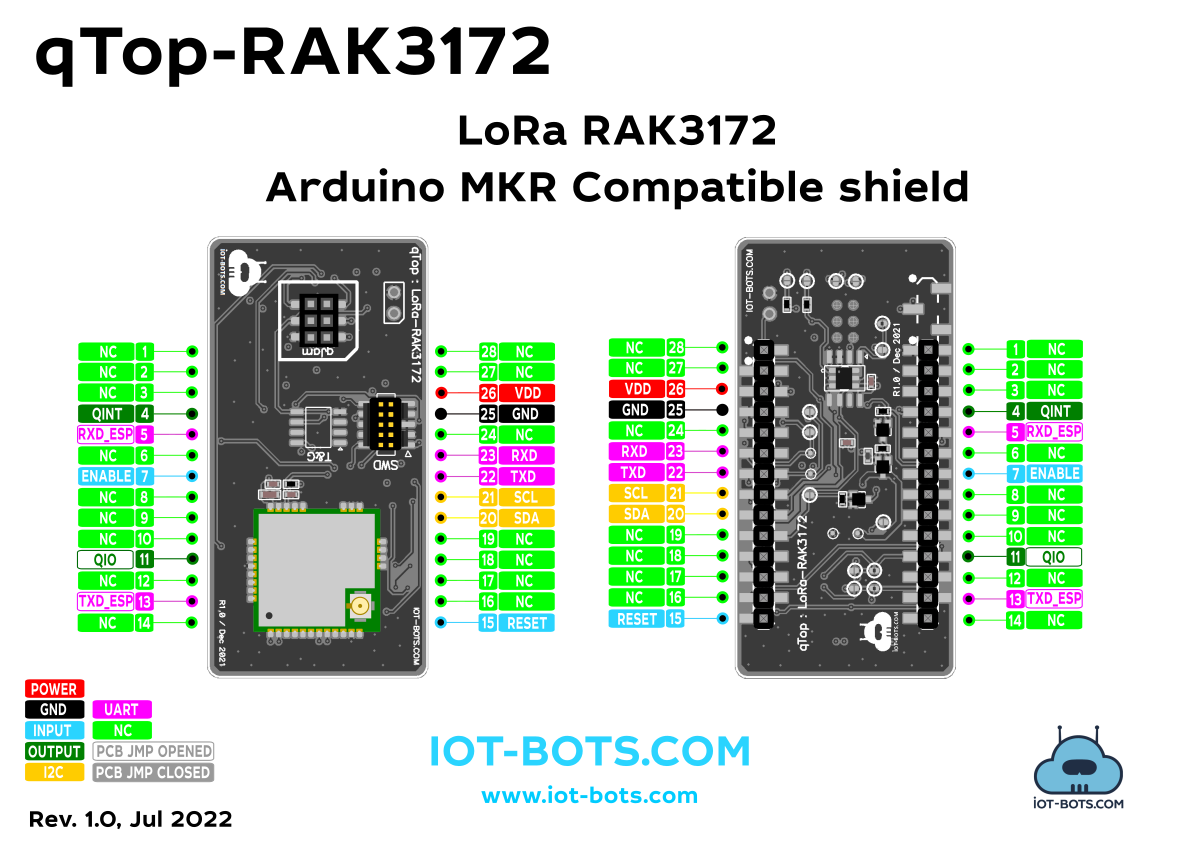 qTop-RAK3172
LoRa RAK3172
Arduino MKR Compatible shield
IOT-BOTS.COM
qTop : LoRa-RAK3172
qJam
T&G
SWD
R1.0 / Dec 2021
IOT-BOTS.COM
NC 1
NC 2
NC 3
QINT 4
RXD_ESP 5
NC 6
ENABLE 7
NC 8
NC 9
NC 10
QIO 11
NC 12
TXD_ESP 13
NC 14
28 NC
27 NC
26 VDD
25 GND
24 NC
23 RXD
22 TXD
21 SCL
20 SDA
19 NC
18 NC
17 NC
16 NC
15 RESET
NC 28
NC 27
VDD 26
GND 25
NC 24
RXD 23
TXD 22
SCL 21
SDA 20
NC 19
NC 18
NC 17
NC 16
RESET 15
IOT-BOTS.COM
R1.0 / Dec 2021
qTop : LoRa-RAK3172
IOT-BOTS.COM
1 NC
2 NC
3 NC
4 QINT
5 RXD_ESP
6 NC
7 ENABLE
8 NC
9 NC
10 NC
11 QIO
12 NC
13 TXD_ESP
14 NC
POWER
GND UART
INPUT NC
OUTPUT PCB JMP OPENED
I2C PCB JMP CLOSED
Rev. 1.0, Jul 2022
IOT-BOTS.COM
www.iot-bots.com
iOT-BOTS.COM